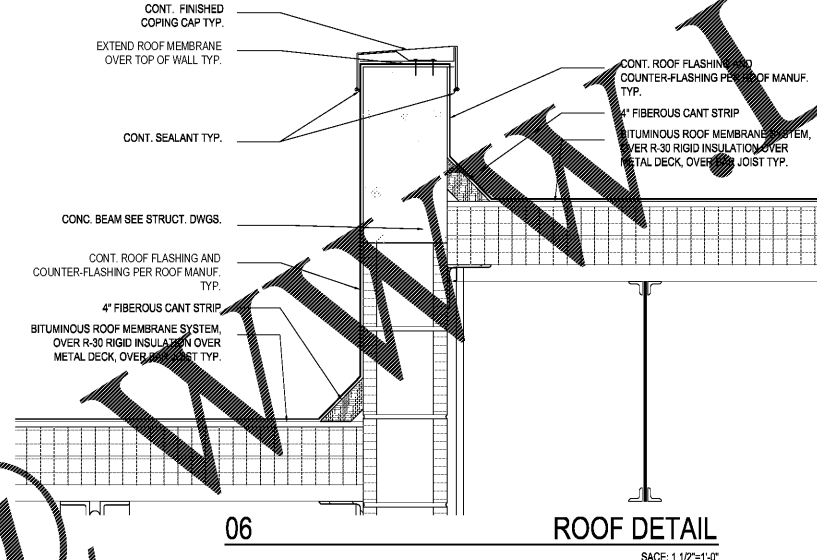 CONT. FINISHED
COPING CAP TYP.
EXTEND ROOF MEMBRANE
OVER TOP OF WALL TYP.
CONT. SEALANT TYP.
CONC. BEAM SEE STRUCT. DWGS.
CONT. ROOF FLASHING AND
COUNTER-FLASHING PER ROOF MANUF.
TYP.
4" FIBEROUS CANT STRIP
BITUMINOUS ROOF MEMBRANE SYSTEM,
OVER R-30 RIGID INSULATION OVER
METAL DECK, OVER BAR JOIST TYP.
CONT. ROOF FLASHING AND
COUNTER-FLASHING PER ROOF MANUF.
TYP.
4" FIBEROUS CANT STRIP
BITUMINOUS ROOF MEMBRANE SYSTEM,
OVER R-30 RIGID INSULATION OVER
METAL DECK, OVER BAR JOIST TYP.
WWW.
06 ROOF DETAIL
SACE: 1 1/2"=1'-0"